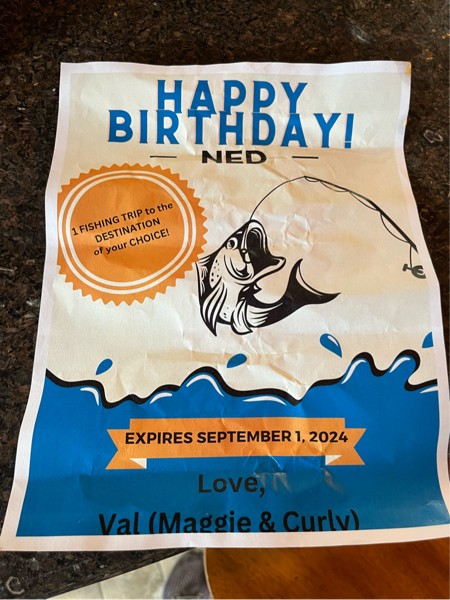 HAPPY
BIRTHDAY!
NED
1 FISHING TRIP to the
DESTINATION
of your CHOICE!
EXPIRES SEPTEMBER 1, 2024
Love,
Val (Maggie & Curly)